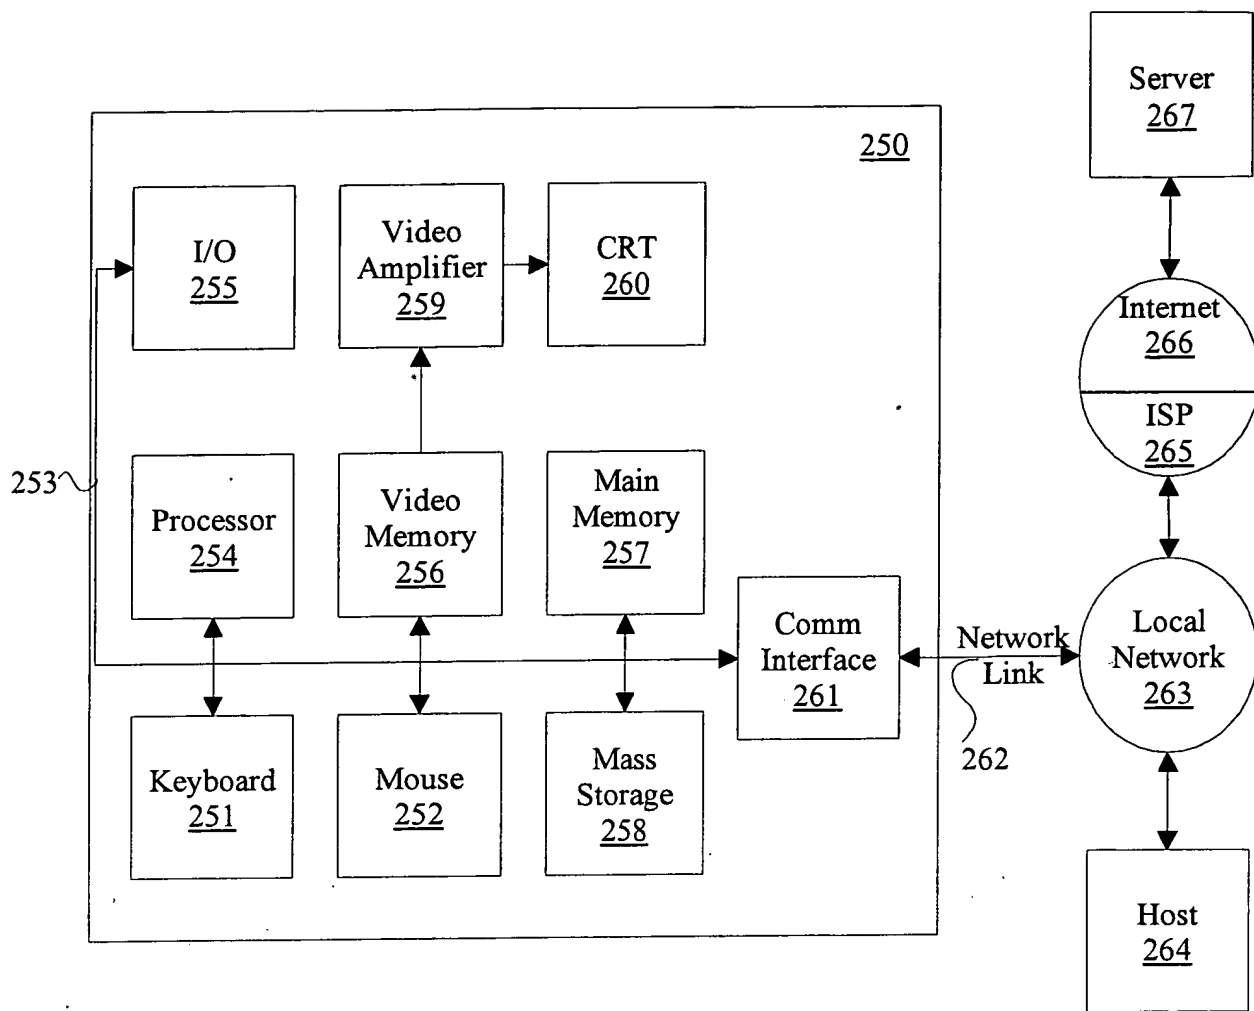 Server
267
250
I/O
255
Video
Amplifier
259
CRT
260
Internet
266
ISP
265
253
Processor
254
Video
Memory
256
Main
Memory
257
Comm
Interface
261
Network
Link
262
Local
Network
263
Keyboard
251
Mouse
252
Mass
Storage
258
Host
264